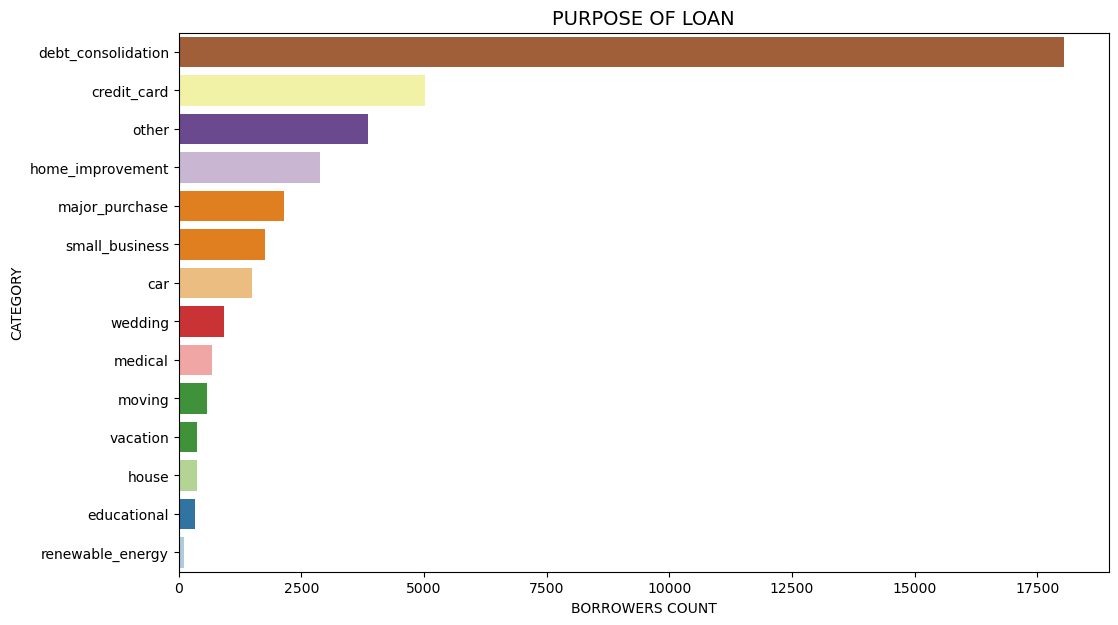 PURPOSE OF LOAN
CATEGORY
debt_consolidation
credit_card
other
home_improvement
major_purchase
small_business
car
wedding
medical
moving
vacation
house
educational
renewable_energy
0 2500 5000 7500 10000 12500 15000 17500
BORROWERS COUNT